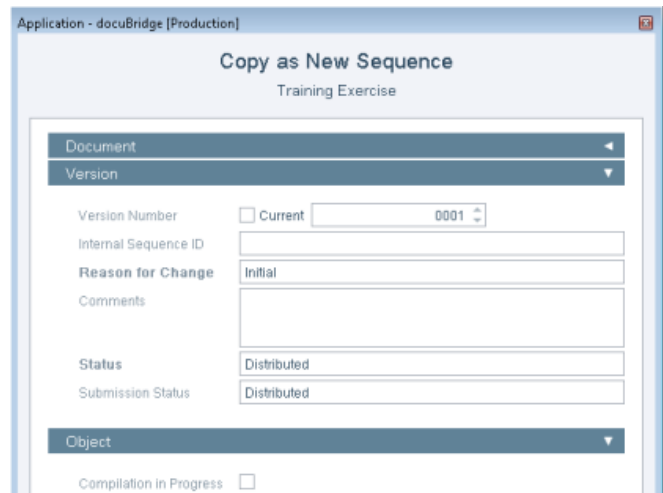 Application - docuBridge [Production]
Copy as New Sequence
Training Exercise
Document
Version
Version Number Current 0001
Internal Sequence ID
Reason for Change Initial
Comments
Status Distributed
Submission Status Distributed
Object
Compilation in Progress